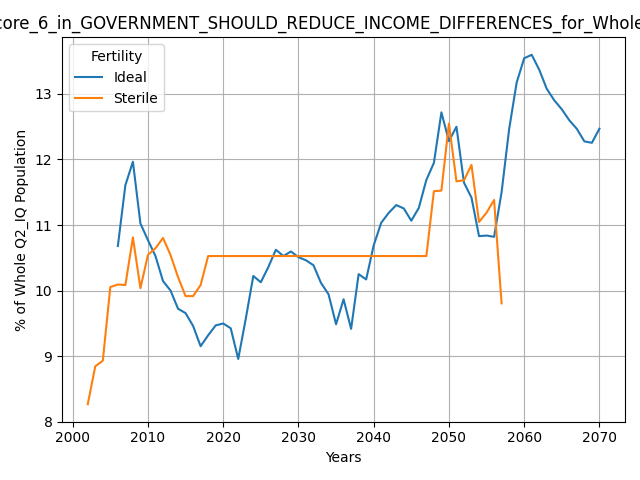 core_6_in_GOVERNMENT_SHOULD_REDUCE_INCOME_DIFFERENCES_for_Whole
Fertility
Ideal
Sterile
% of Whole Q2_IQ Population
13
12
11
10
9
8
2000 2010 2020 2030 2040 2050 2060 2070
Years